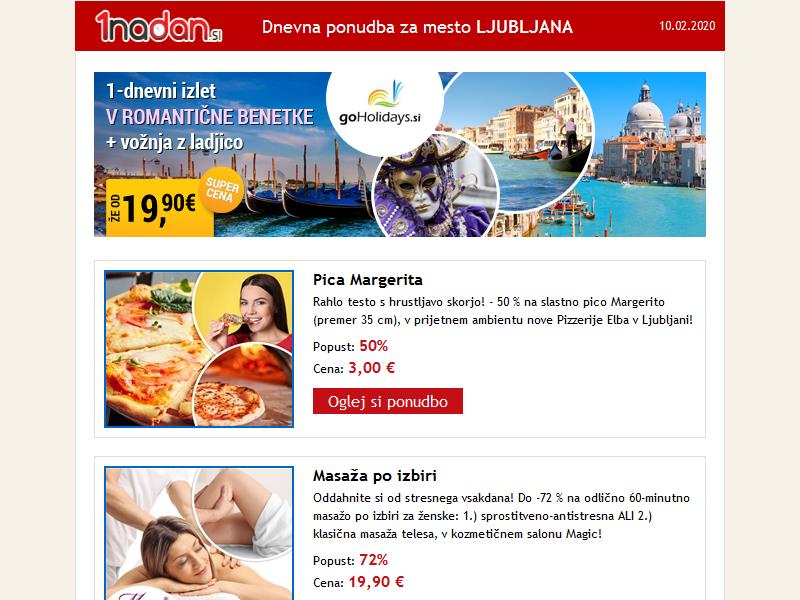 1nadan.si
Dnevna ponudba za mesto LJUBLJANA
10.02.2020
1-dnevni izlet
V ROMANTIČNE BENETKE
+ vožnja z ladjico
ŽE OD
19,90€
SUPER
CENA
goHolidays.si
Pica Margerita
Rahlo testo s hrustljavo skorjo! - 50 % na slastno pico Margerito
(premer 35 cm), v prijetnem ambientu nove Pizzerije Elba v Ljubljani!
Popust: 50%
Cena: 3,00 €
Oglej si ponudbo
Masaža po izbiri
Oddahnite si od stresnega vsakdana! Do -72 % na odlično 60-minutno
masažo po izbiri za ženske: 1.) sprostitveno-antistresna ALI 2.)
klasična masaža telesa, v kozmetičnem salonu Magic!
Popust: 72%
Cena: 19,90 €